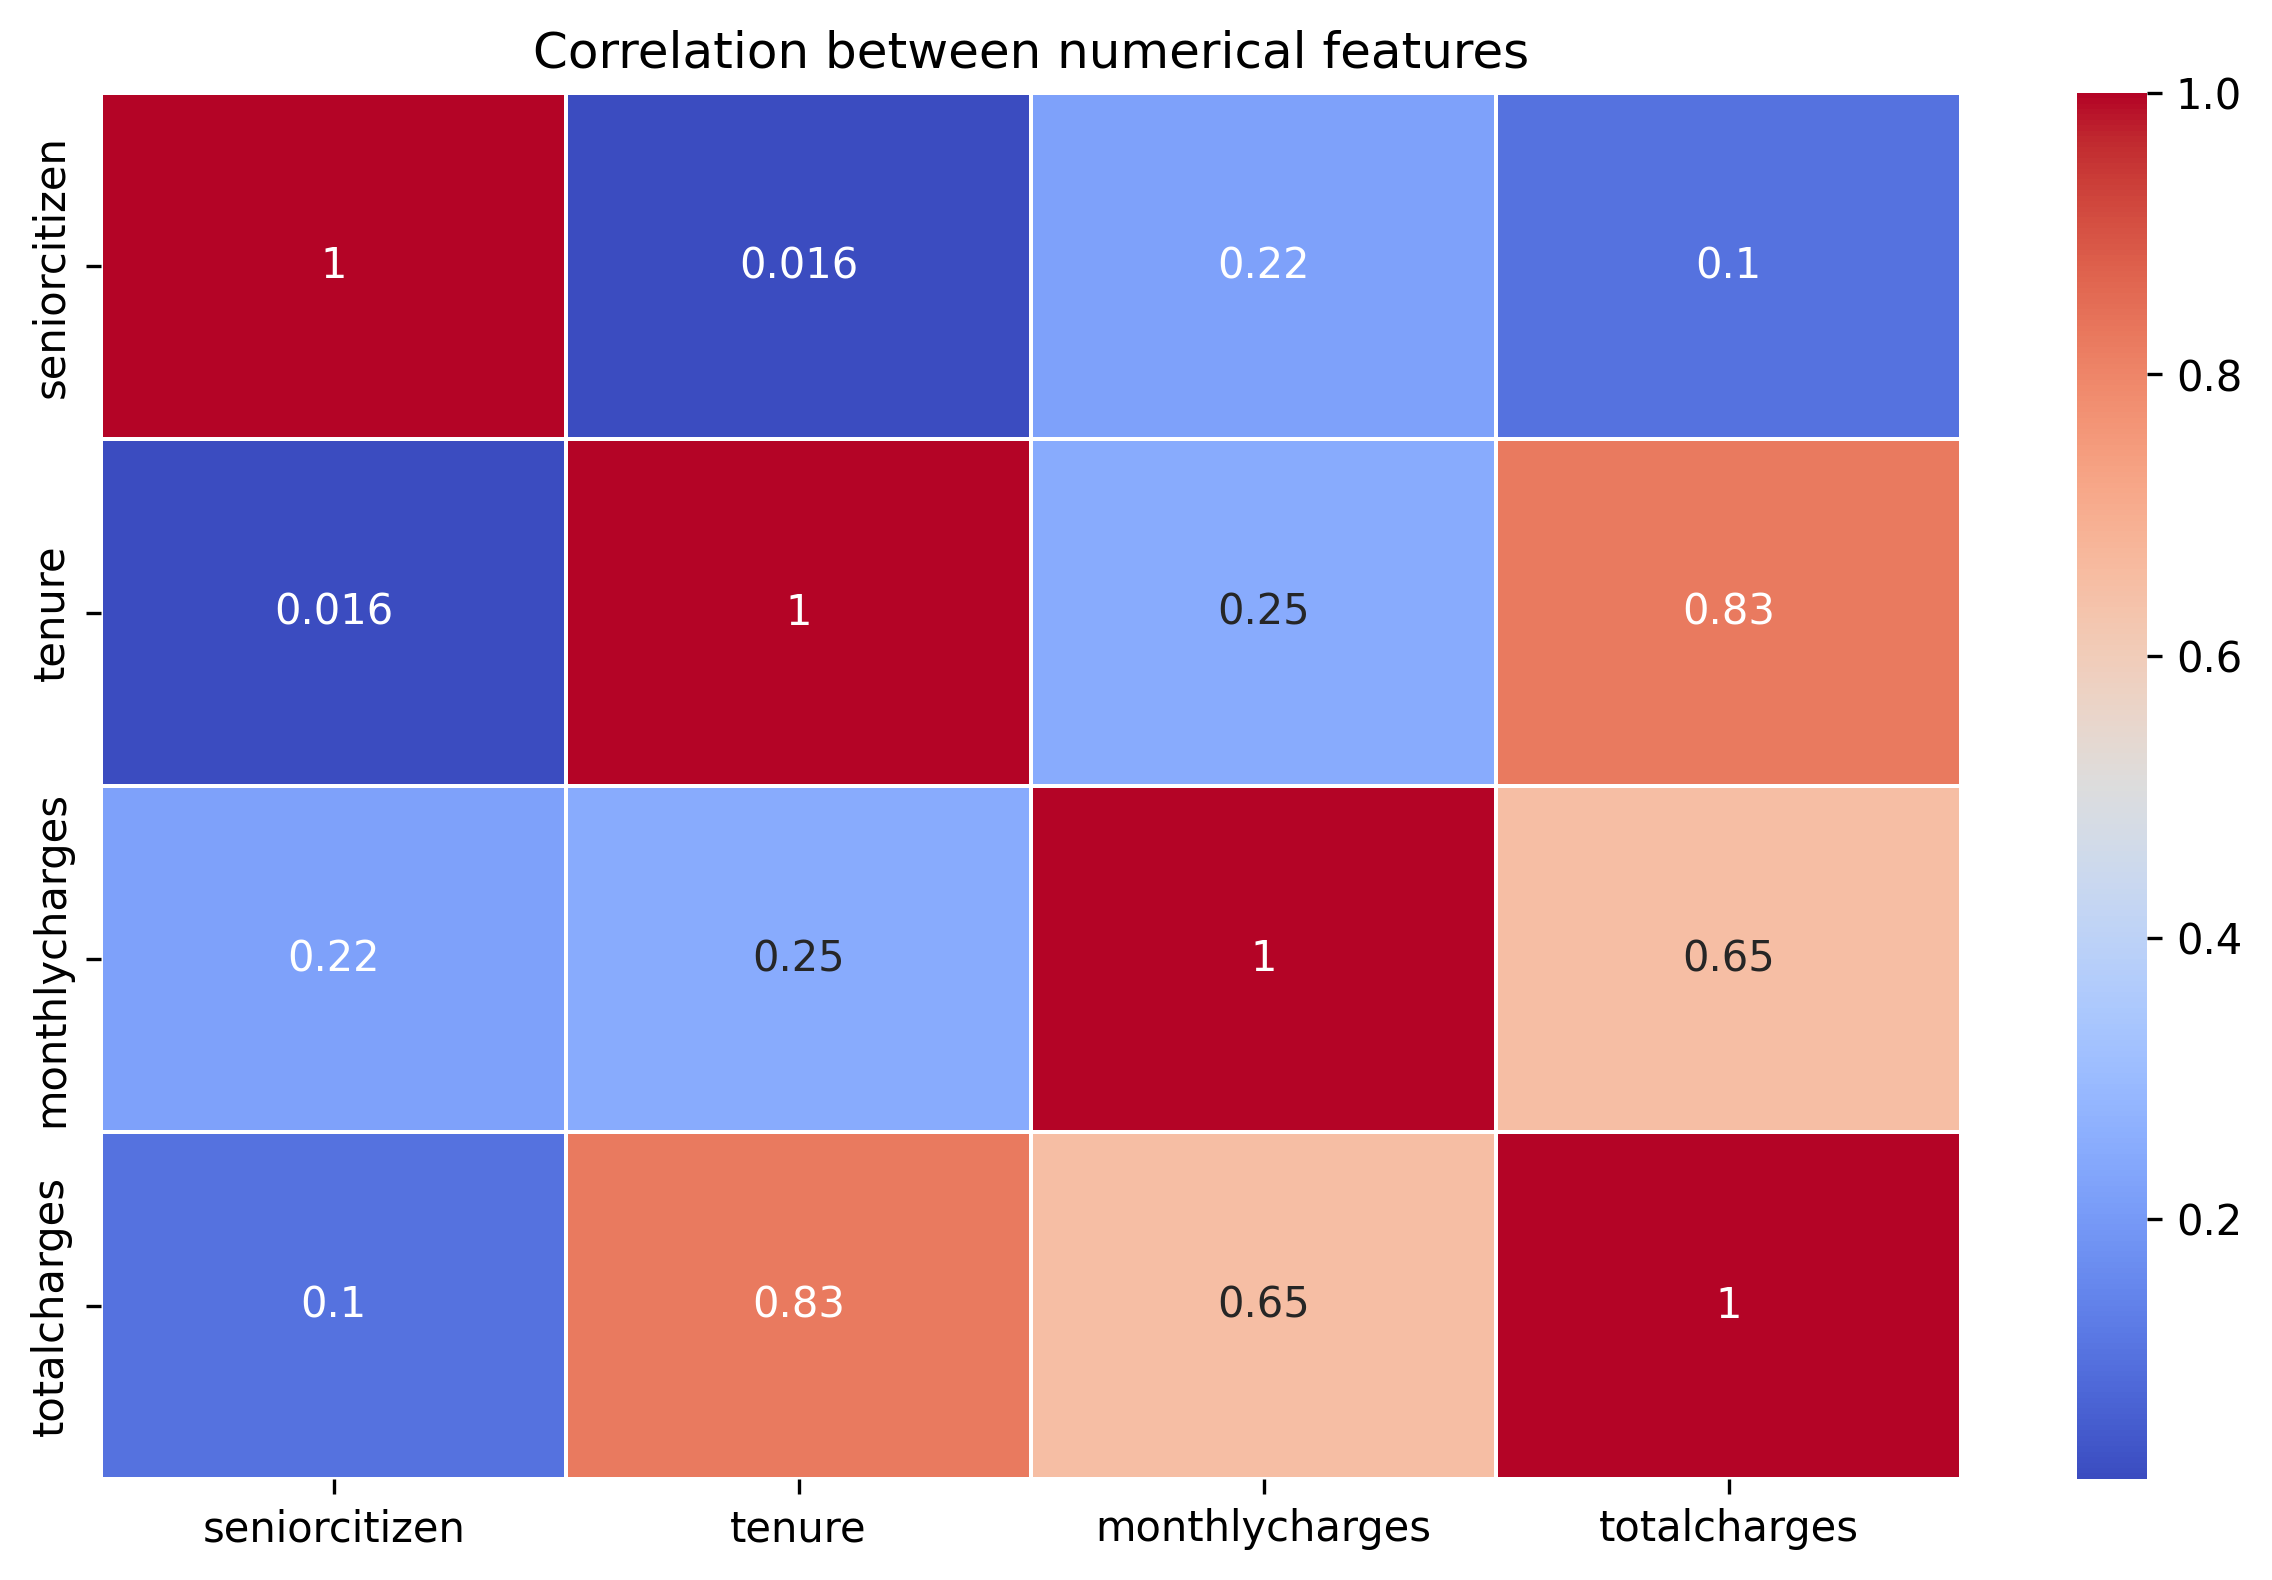 Correlation between numerical features
seniorcitizen
1
0.016
0.22
0.1
tenure
0.016
1
0.25
0.83
monthlycharges
0.22
0.25
1
0.65
totalcharges
0.1
0.83
0.65
1
seniorcitizen
tenure
monthlycharges
totalcharges
1.0
0.8
0.6
0.4
0.2